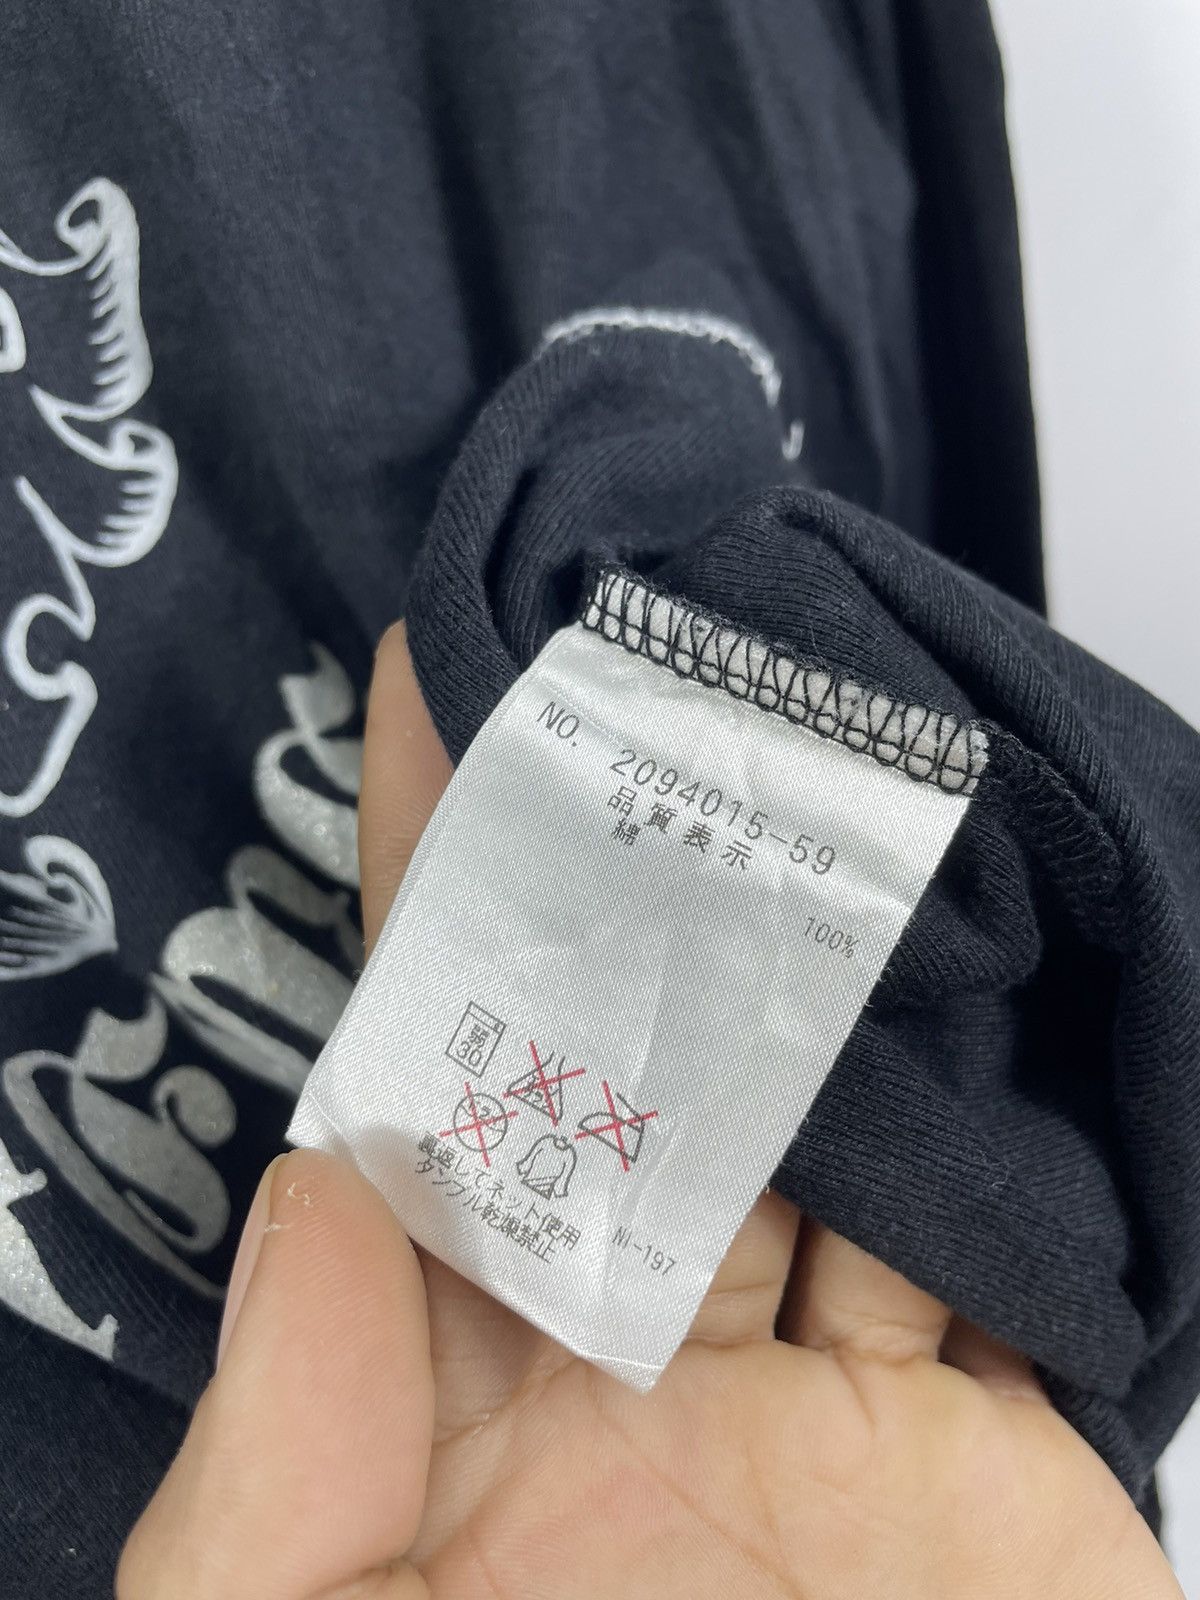 NO. 2094015-59
品質表示
綿 100%
弱
30
裏返してネット使用
タンブル乾燥禁止
NI-197